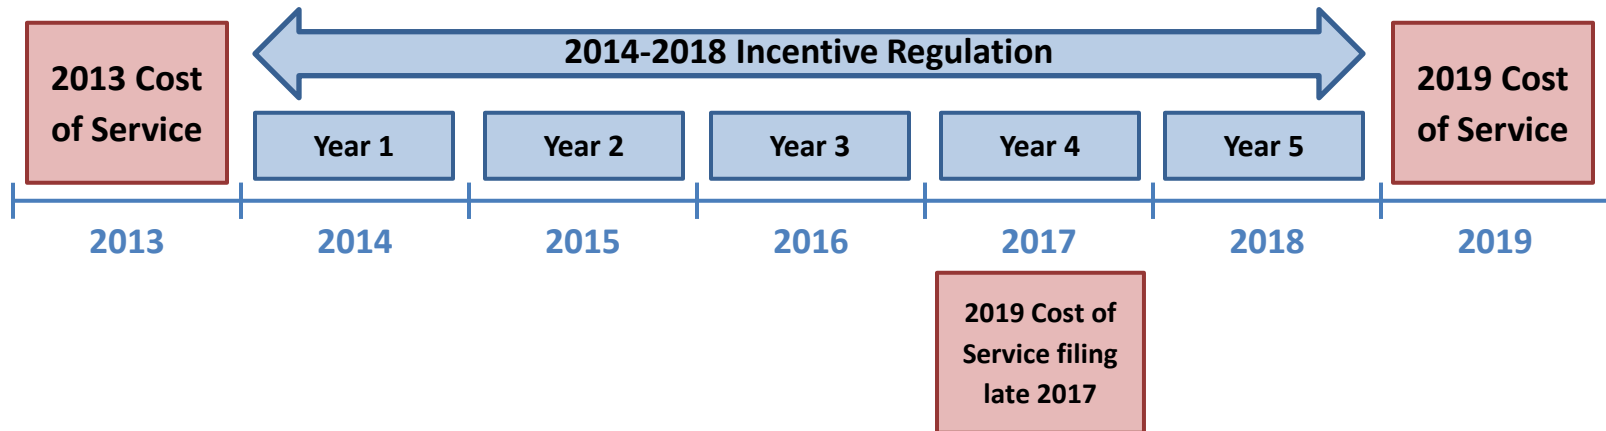 2014-2018 Incentive Regulation
2013 Cost
of Service
Year 1
Year 2
Year 3
Year 4
Year 5
2019 Cost
of Service
2013
2014
2015
2016
2017
2018
2019
2019 Cost of
Service filing
late 2017